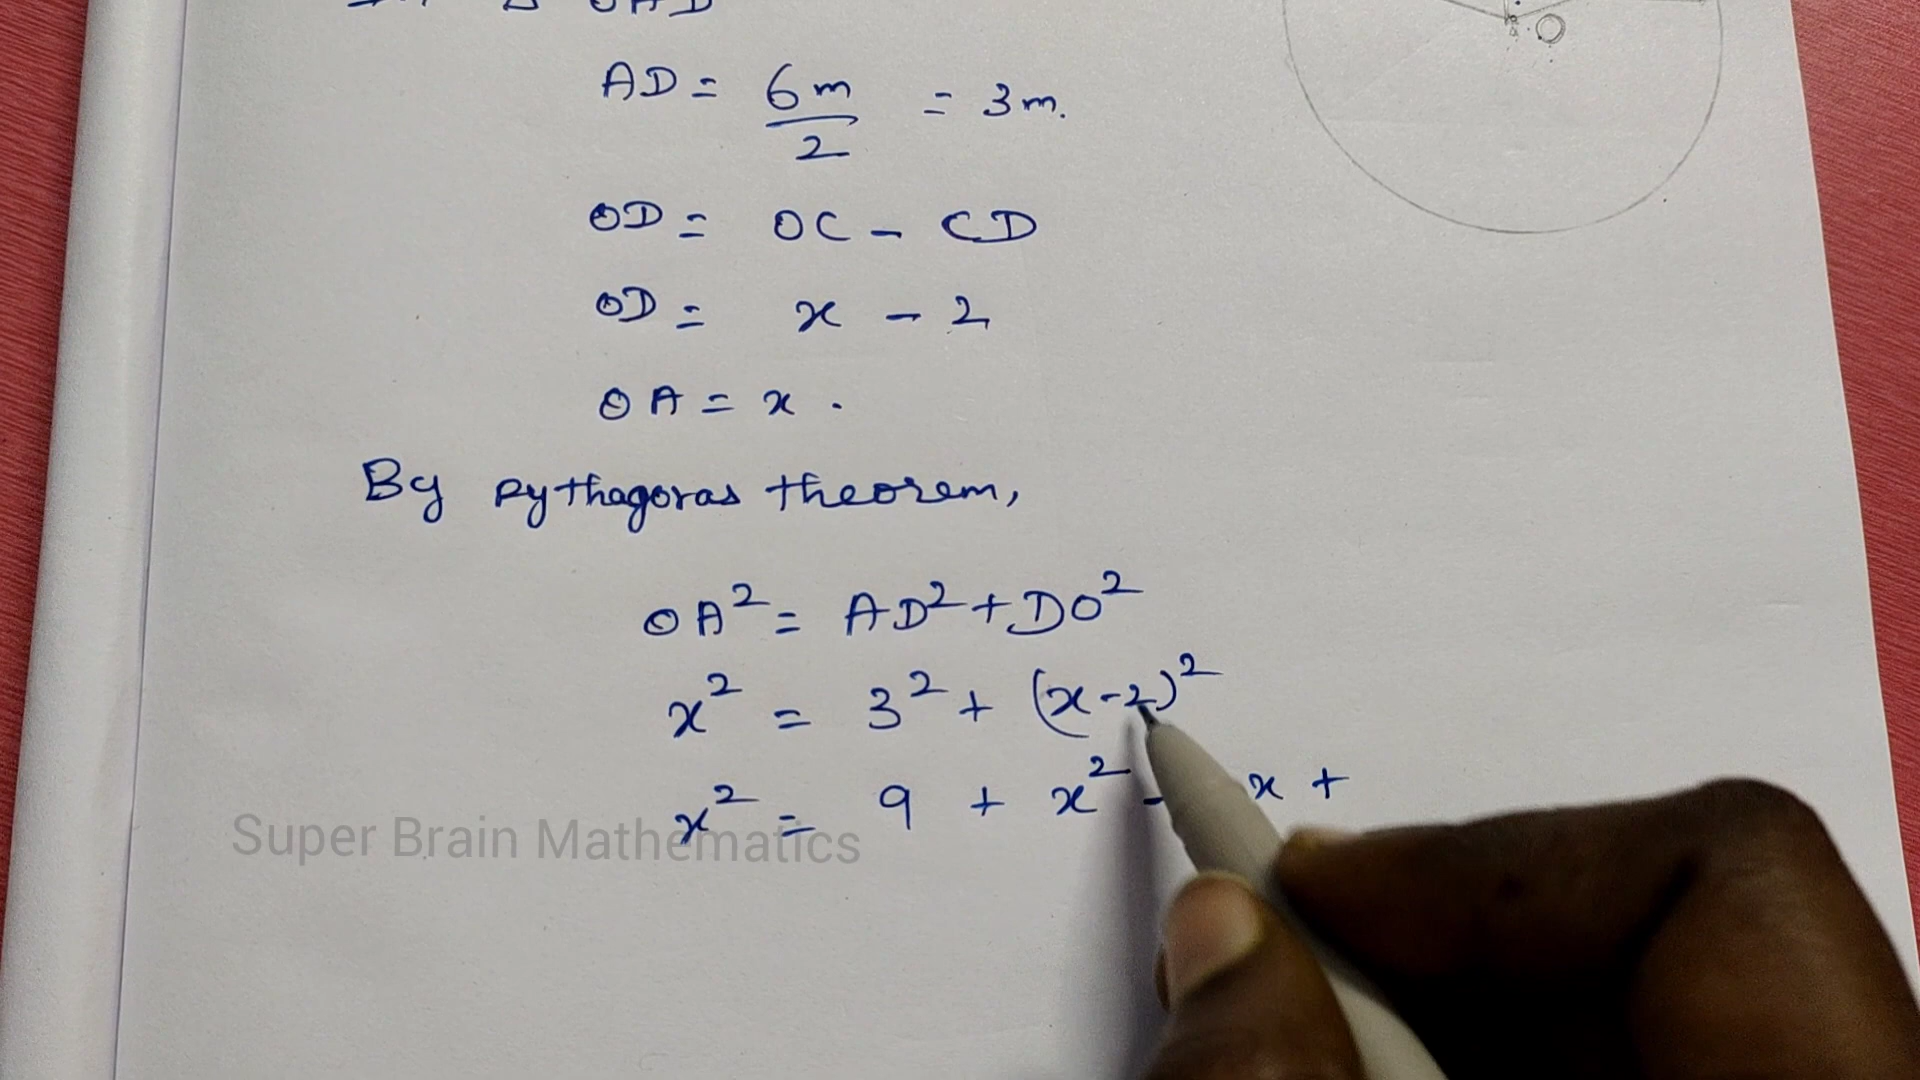 AD = 6m/2 = 3m.
OD = OC - CD
OD = x - 2
OA = x .
By Pythagoras theorem,
OA² = AD² + DO²
x² = 3² + (x-2)²
x² = 9 + x² - x +
Super Brain Mathematics
O